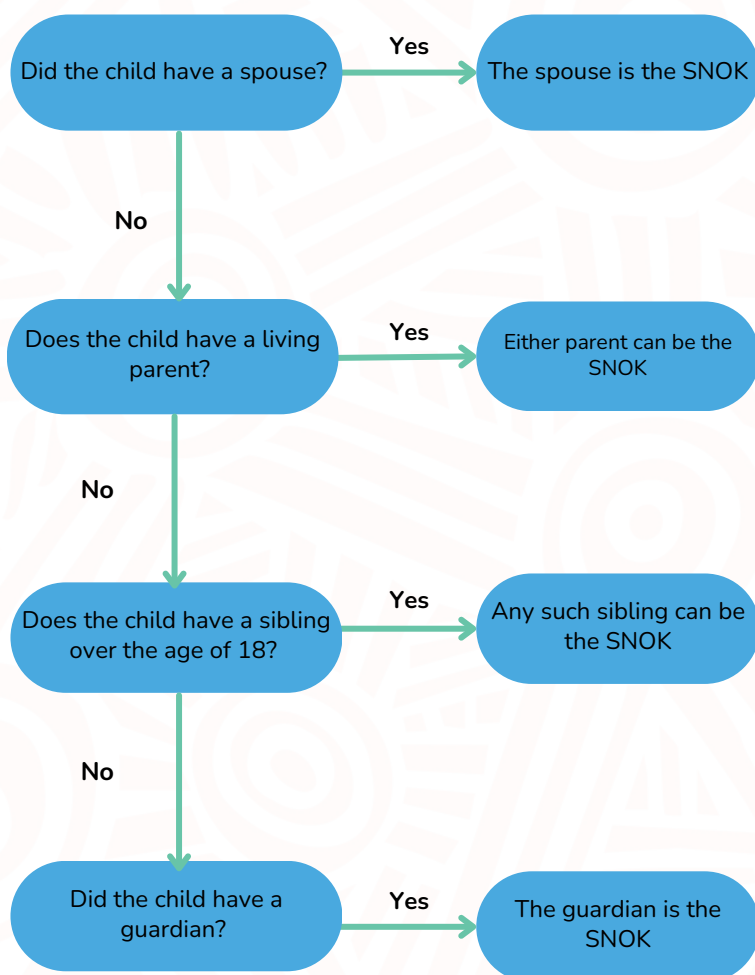 Did the child have a spouse?
Yes
The spouse is the SNOK
No
Does the child have a living
parent?
Yes
Either parent can be the
SNOK
No
Does the child have a sibling
over the age of 18?
Yes
Any such sibling can be
the SNOK
No
Did the child have a
guardian?
Yes
The guardian is the
SNOK